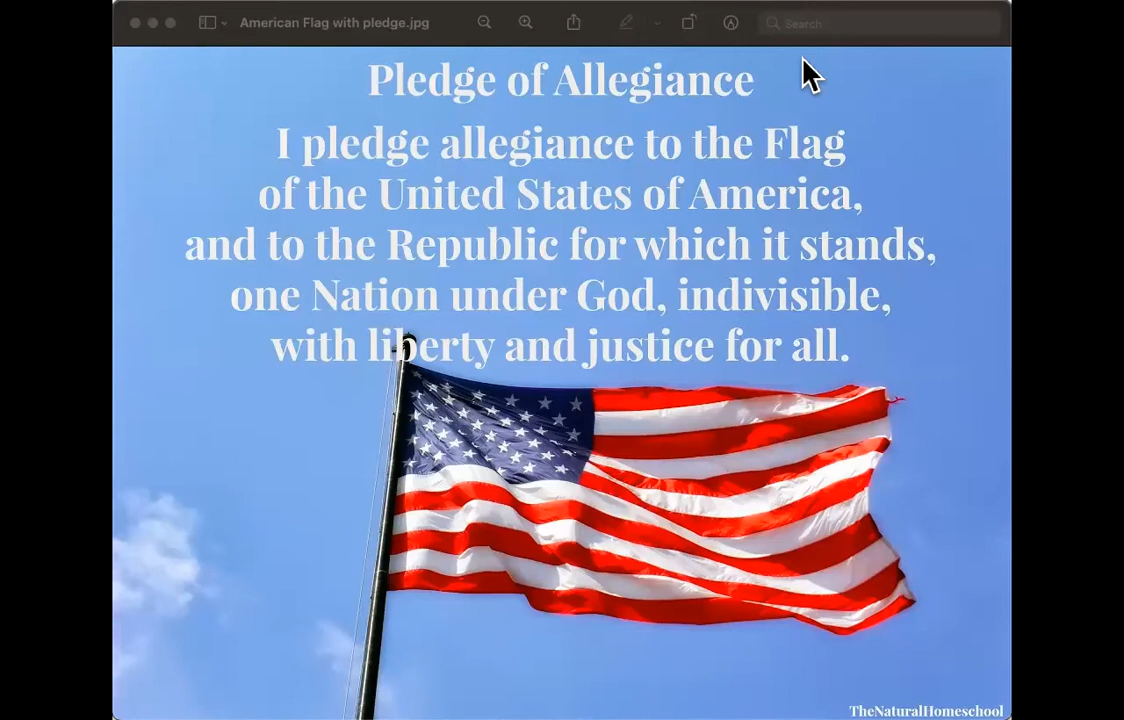 American Flag with pledge.jpg
Search
Pledge of Allegiance
I pledge allegiance to the Flag
of the United States of America,
and to the Republic for which it stands,
one Nation under God, indivisible,
with liberty and justice for all.
TheNaturalHomeschool